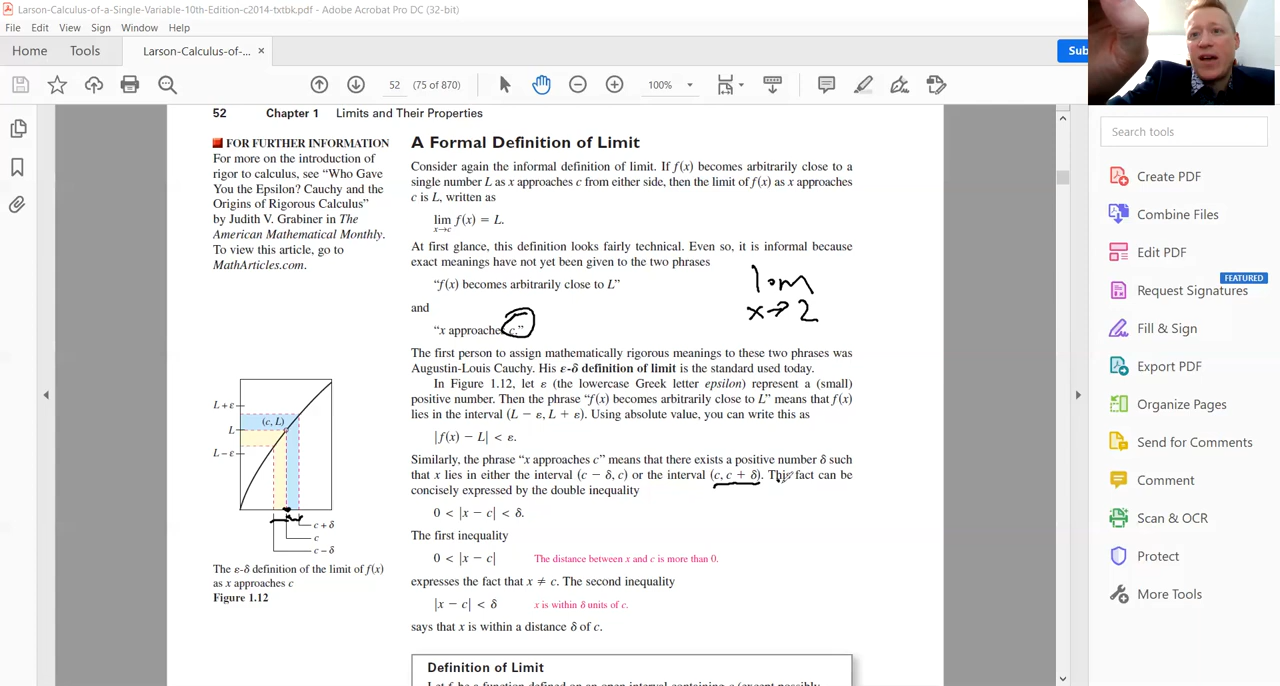 Larson-Calculus-of-a-Single-Variable-10th-Edition-c2014-txtbk.pdf - Adobe Acrobat Pro DC (32-bit)
File Edit View Sign Window Help
Home Tools Larson-Calculus-of-... × Sub
52 (75 of 870) 100%
Search tools
52 Chapter 1 Limits and Their Properties
FOR FURTHER INFORMATION
For more on the introduction of
rigor to calculus, see “Who Gave
You the Epsilon? Cauchy and the
Origins of Rigorous Calculus”
by Judith V. Grabiner in The
American Mathematical Monthly.
To view this article, go to
MathArticles.com.
A Formal Definition of Limit
Consider again the informal definition of limit. If f(x) becomes arbitrarily close to a
single number L as x approaches c from either side, then the limit of f(x) as x approaches
c is L, written as
lim f(x) = L.
x→c
At first glance, this definition looks fairly technical. Even so, it is informal because
exact meanings have not yet been given to the two phrases
“f(x) becomes arbitrarily close to L”
and
“x approaches c.”
lim
x→2
The first person to assign mathematically rigorous meanings to these two phrases was
Augustin-Louis Cauchy. His ε-δ definition of limit is the standard used today.
In Figure 1.12, let ε (the lowercase Greek letter epsilon) represent a (small)
positive number. Then the phrase “f(x) becomes arbitrarily close to L” means that f(x)
lies in the interval (L − ε, L + ε). Using absolute value, you can write this as
|f(x) − L| < ε.
Similarly, the phrase “x approaches c” means that there exists a positive number δ such
that x lies in either the interval (c − δ, c) or the interval (c, c + δ). This fact can be
concisely expressed by the double inequality
0 < |x − c| < δ.
The first inequality
0 < |x − c| The distance between x and c is more than 0.
expresses the fact that x ≠ c. The second inequality
|x − c| < δ x is within δ units of c.
says that x is within a distance δ of c.
Definition of Limit
L + ε
(c, L)
L
L − ε
c + δ
c
c − δ
The ε-δ definition of the limit of f(x)
as x approaches c
Figure 1.12
Create PDF
Combine Files
Edit PDF
FEATURED
Request Signatures
Fill & Sign
Export PDF
Organize Pages
Send for Comments
Comment
Scan & OCR
Protect
More Tools